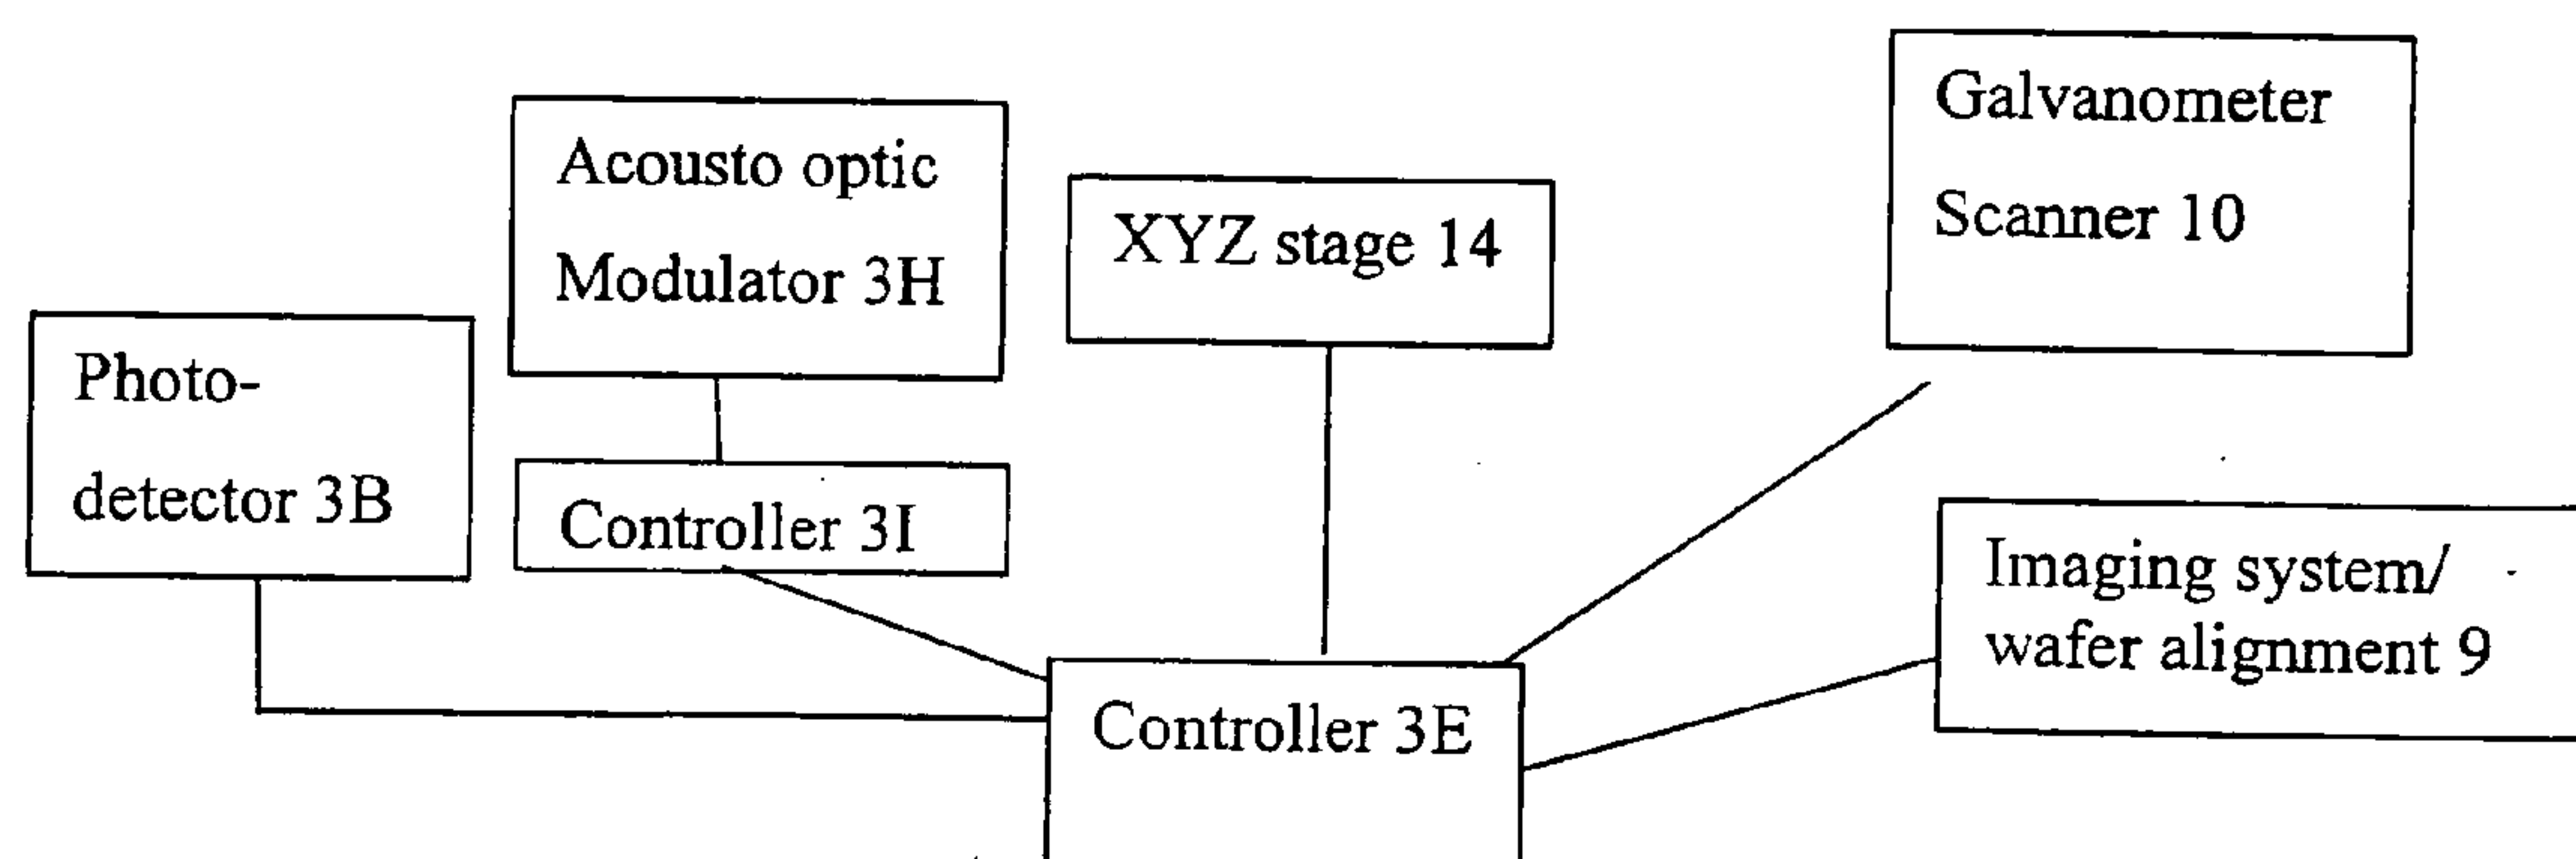 Galvanometer
Scanner 10
Acousto optic
Modulator 3H
XYZ stage 14
Photo-
detector 3B
Controller 3I
Imaging system/
wafer alignment 9
Controller 3E